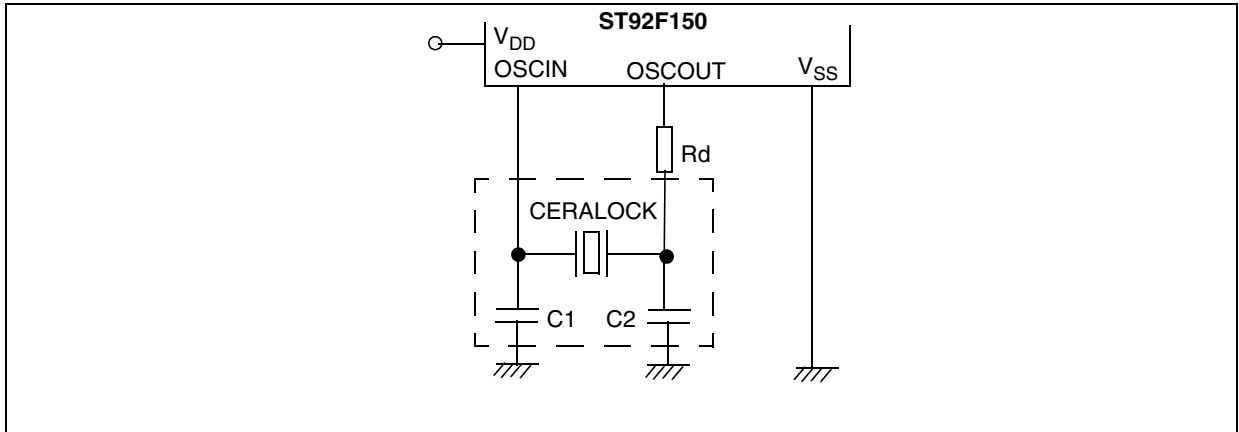 ST92F150
VDD
OSCIN
OSCOUT
VSS
Rd
CERALOCK
C1
C2